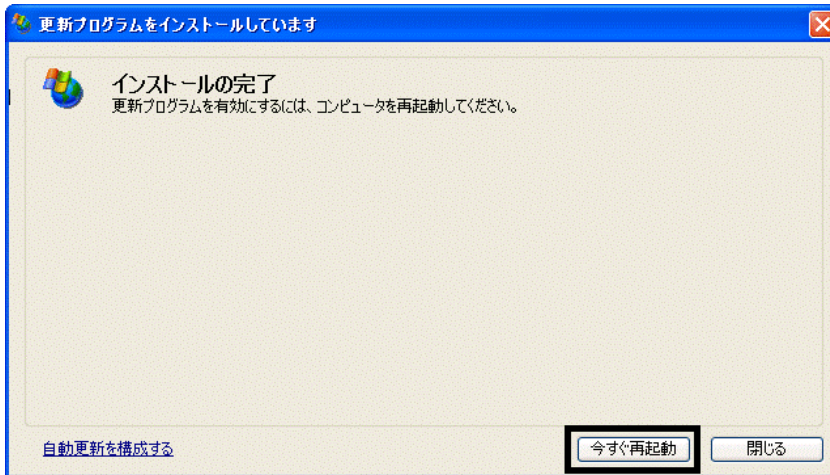 更新プログラムをインストールしています
インストールの完了
更新プログラムを有効にするには、コンピュータを再起動してください。
自動更新を構成する
今すぐ再起動
閉じる